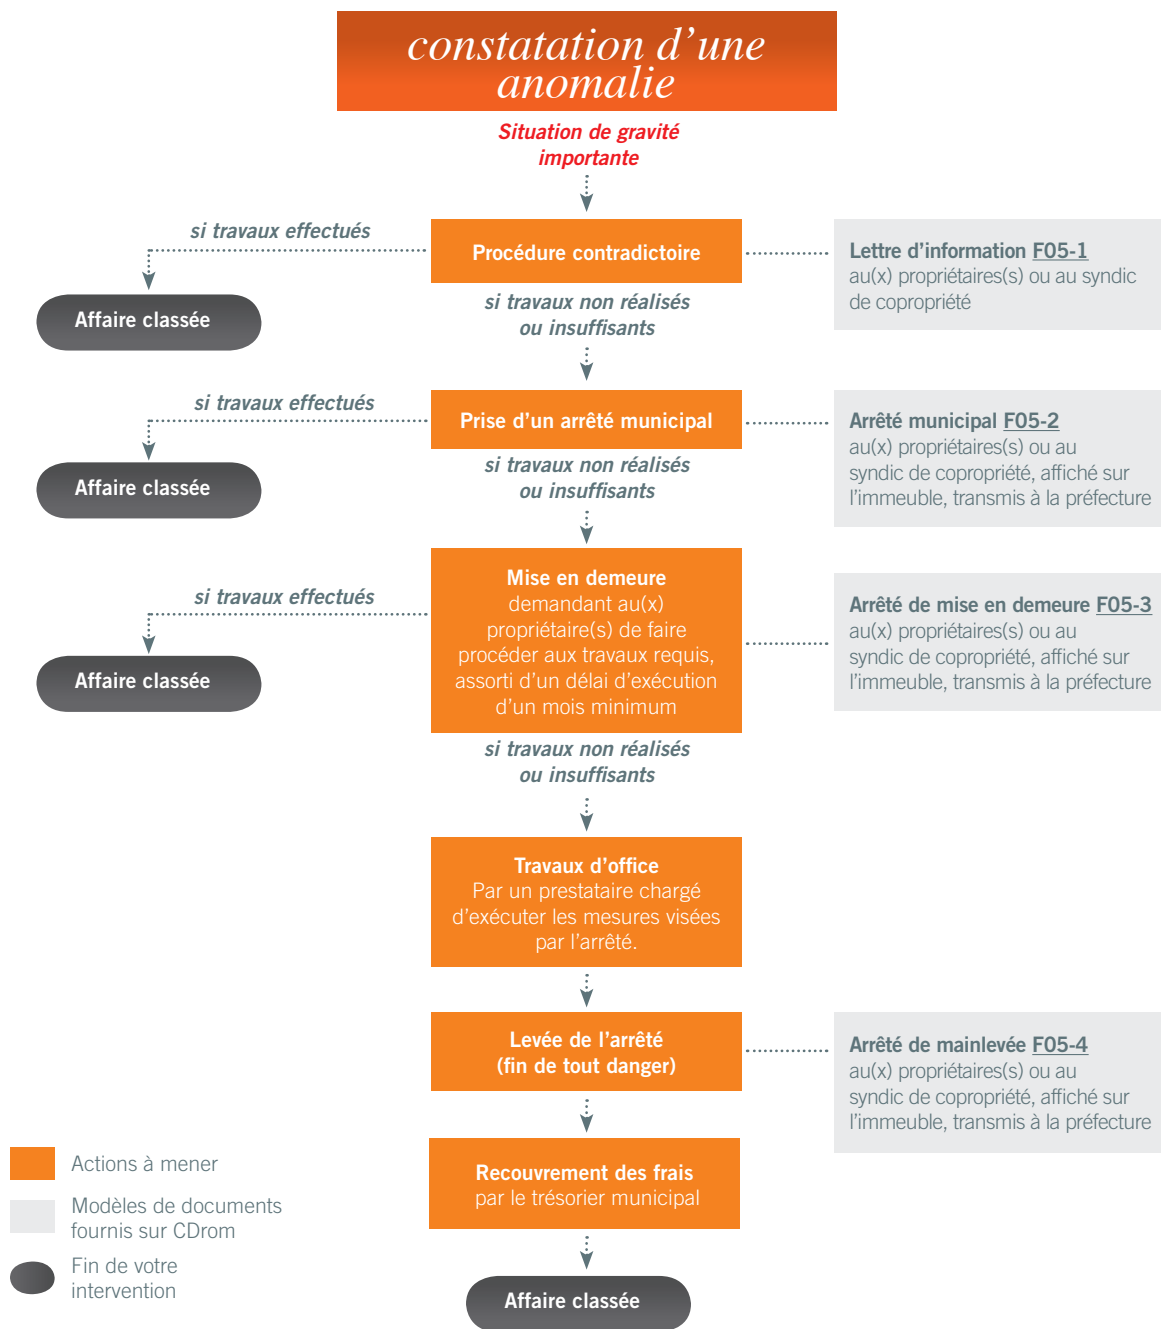 constatation d’une
anomalie
Situation de gravité
importante
si travaux effectués
Procédure contradictoire
Lettre d’information F05-1
au(x) propriétaires(s) ou au syndic
de copropriété
Affaire classée
si travaux non réalisés
ou insuffisants
si travaux effectués
Prise d’un arrêté municipal
Arrêté municipal F05-2
au(x) propriétaires(s) ou au
syndic de copropriété, affiché sur
l’immeuble, transmis à la préfecture
Affaire classée
si travaux non réalisés
ou insuffisants
si travaux effectués
Mise en demeure
demandant au(x)
propriétaire(s) de faire
procéder aux travaux requis,
assorti d’un délai d’exécution
d’un mois minimum
Arrêté de mise en demeure F05-3
au(x) propriétaires(s) ou au
syndic de copropriété, affiché sur
l’immeuble, transmis à la préfecture
Affaire classée
si travaux non réalisés
ou insuffisants
Travaux d’office
Par un prestataire chargé
d’exécuter les mesures visées
par l’arrêté.
Levée de l’arrêté
(fin de tout danger)
Arrêté de mainlevée F05-4
au(x) propriétaires(s) ou au
syndic de copropriété, affiché sur
l’immeuble, transmis à la préfecture
Recouvrement des frais
par le trésorier municipal
Affaire classée
Actions à mener
Modèles de documents
fournis sur CDrom
Fin de votre
intervention